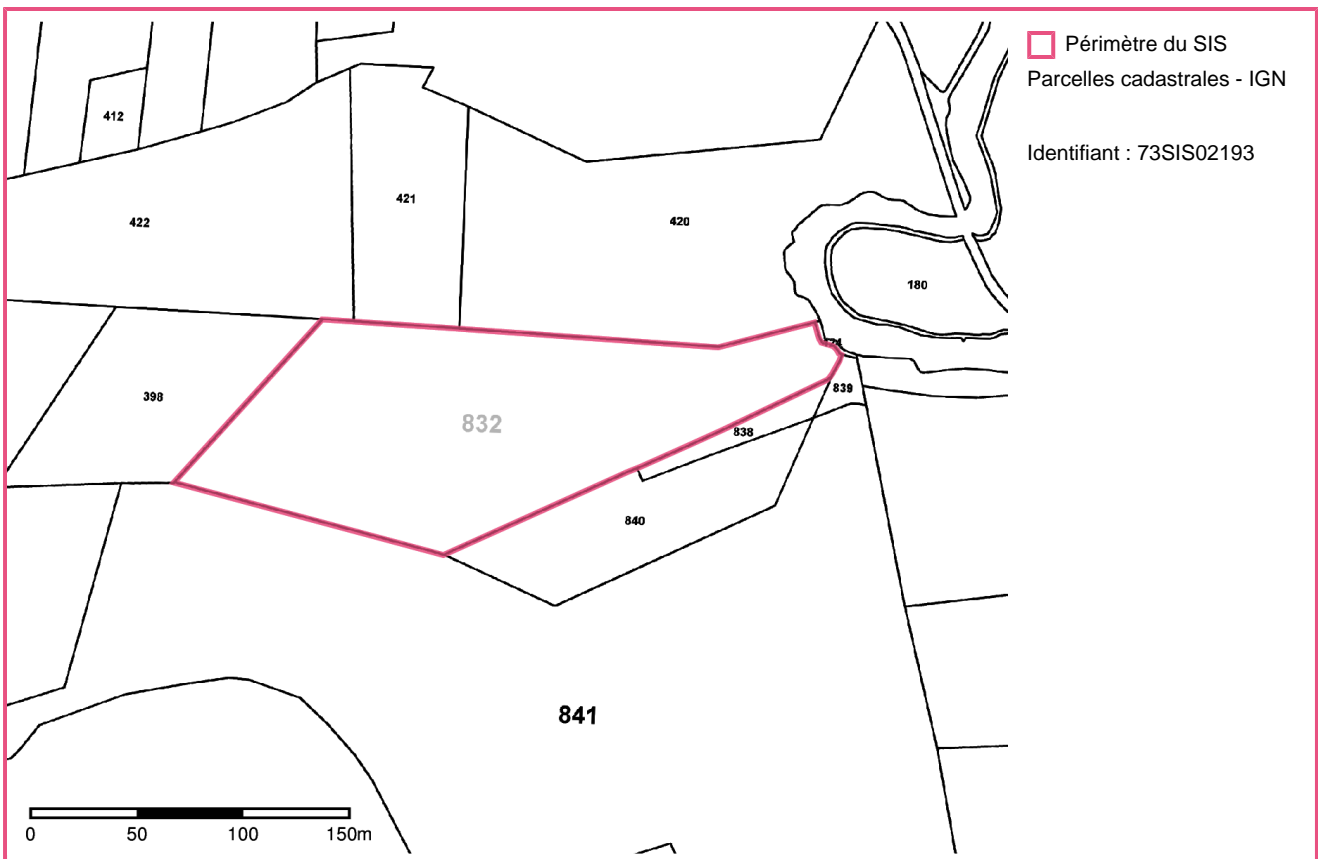 Périmètre du SIS
Parcelles cadastrales - IGN
Identifiant : 73SIS02193
412
422
421
420
180
398
832
839
838
840
841
0 50 100 150m